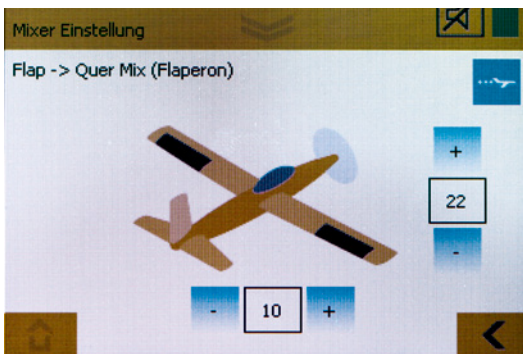 Mixer Einstellung
Flap -> Quer Mix (Flaperon)
+
22
-
- 10 +